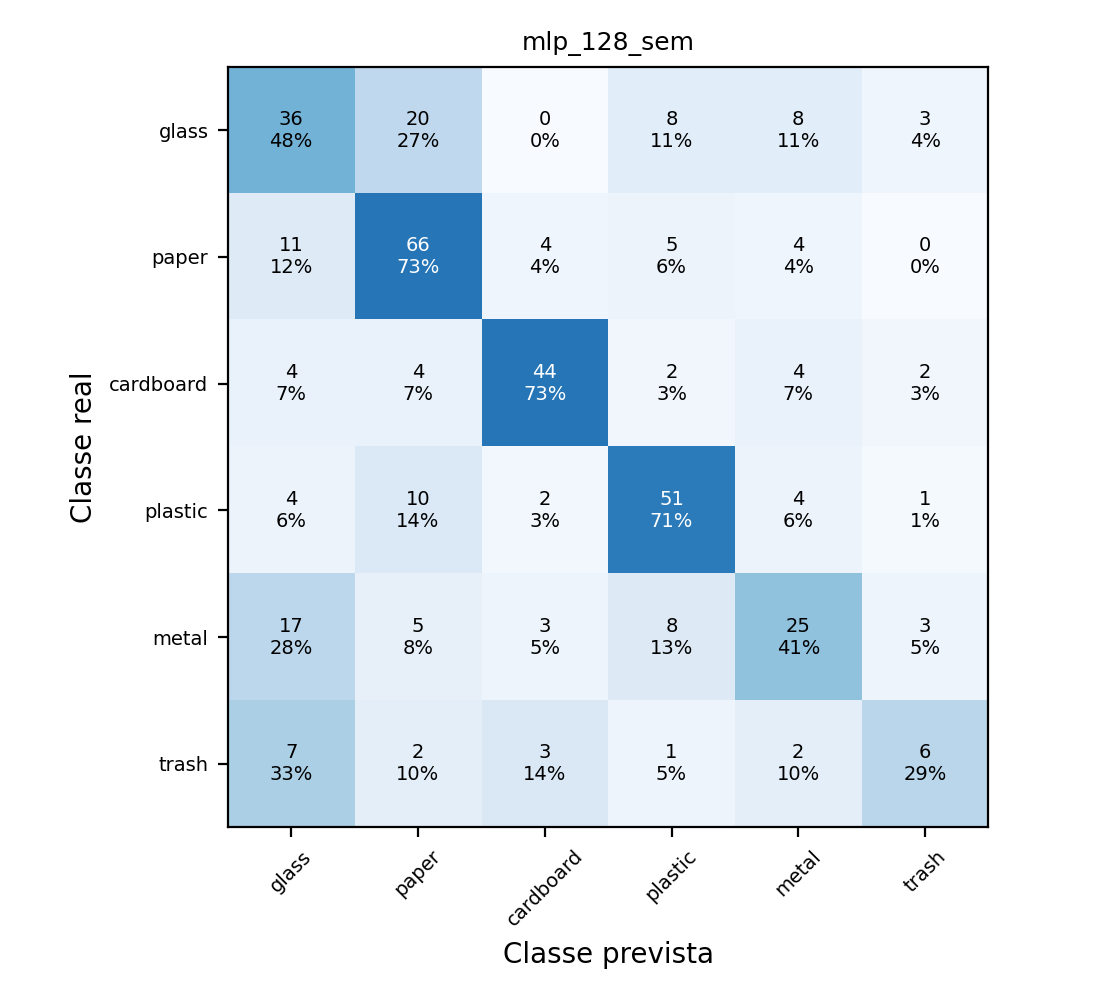 mlp_128_sem
glass 36 20 0 8 8 3
48% 27% 0% 11% 11% 4%
paper 11 66 4 5 4 0
12% 73% 4% 6% 4% 0%
cardboard 4 4 44 2 4 2
7% 7% 73% 3% 7% 3%
plastic 4 10 2 51 4 1
6% 14% 3% 71% 6% 1%
metal 17 5 3 8 25 3
28% 8% 5% 13% 41% 5%
trash 7 2 3 1 2 6
33% 10% 14% 5% 10% 29%
Classe real
glass paper cardboard plastic metal trash
Classe prevista